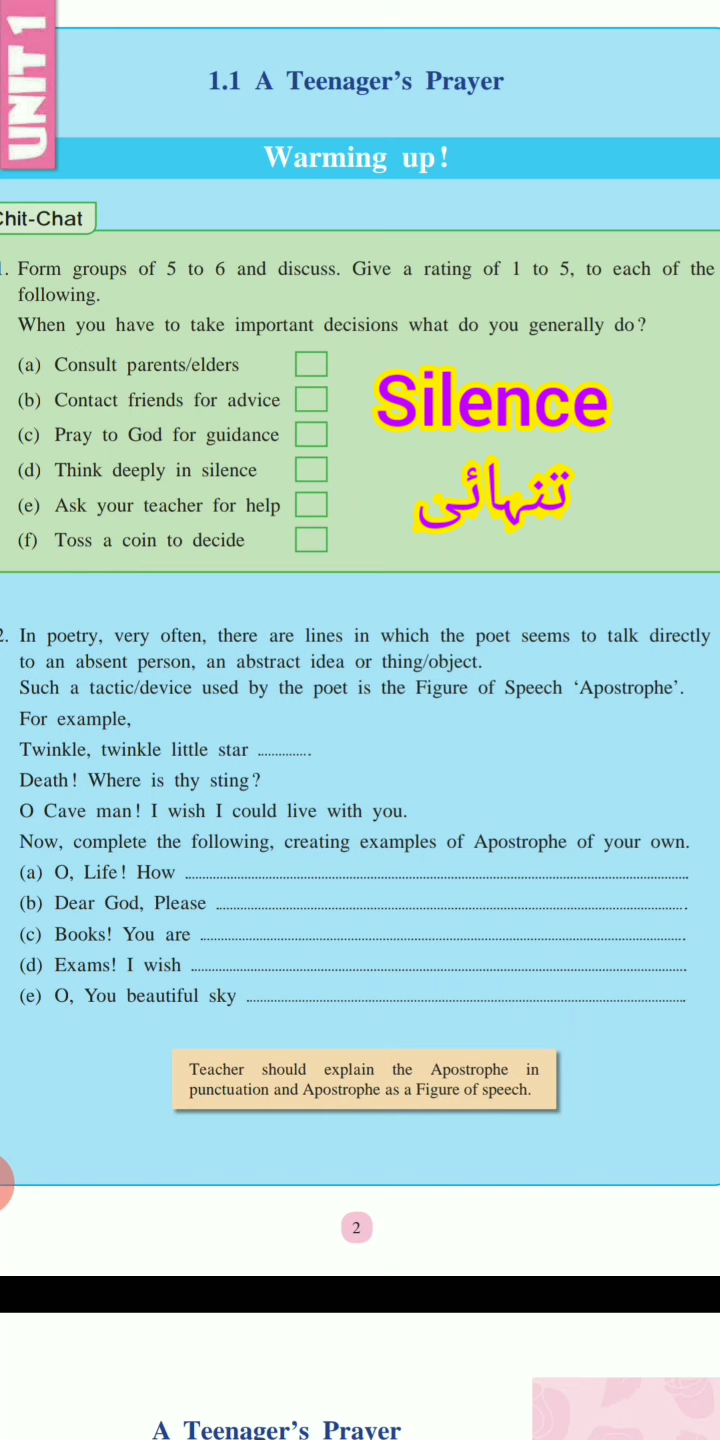 UNIT 1
1.1 A Teenager's Prayer
Warming up!
Chit-Chat
1. Form groups of 5 to 6 and discuss. Give a rating of 1 to 5, to each of the
following.
When you have to take important decisions what do you generally do?
(a) Consult parents/elders
(b) Contact friends for advice
(c) Pray to God for guidance
(d) Think deeply in silence
(e) Ask your teacher for help
(f) Toss a coin to decide
Silence
تنہائی
2. In poetry, very often, there are lines in which the poet seems to talk directly
to an absent person, an abstract idea or thing/object.
Such a tactic/device used by the poet is the Figure of Speech ‘Apostrophe’.
For example,
Twinkle, twinkle little star ...............
Death! Where is thy sting?
O Cave man! I wish I could live with you.
Now, complete the following, creating examples of Apostrophe of your own.
(a) O, Life! How ...............
(b) Dear God, Please ...............
(c) Books! You are ...............
(d) Exams! I wish ...............
(e) O, You beautiful sky ...............
Teacher should explain the Apostrophe in
punctuation and Apostrophe as a Figure of speech.
2
A Teenager's Prayer